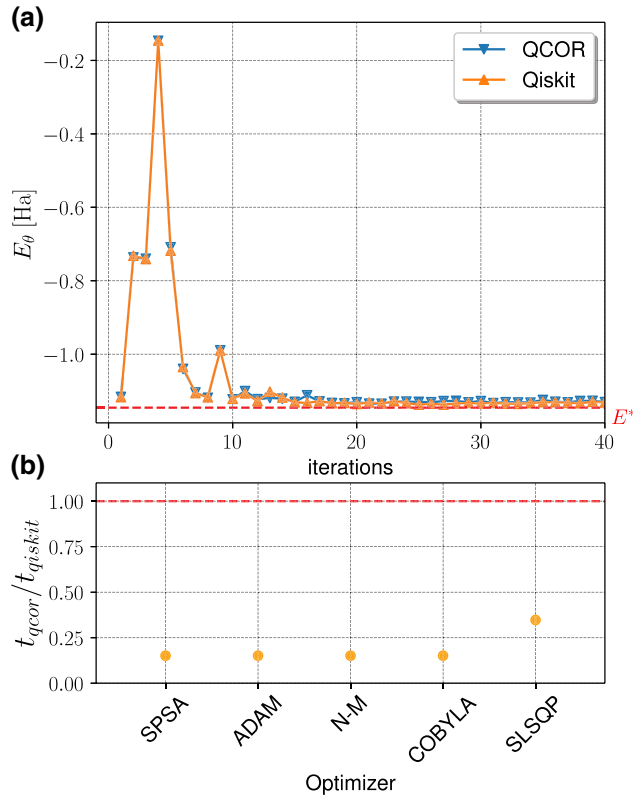 (a)
QCOR
Qiskit
−0.2
−0.4
−0.6
−0.8
−1.0
E_θ [Ha]
E*
0 10 20 30 40
iterations
(b)
1.00
0.75
0.50
0.25
0.00
t_qcor/t_qiskit
SPSA ADAM N-M COBYLA SLSQP
Optimizer